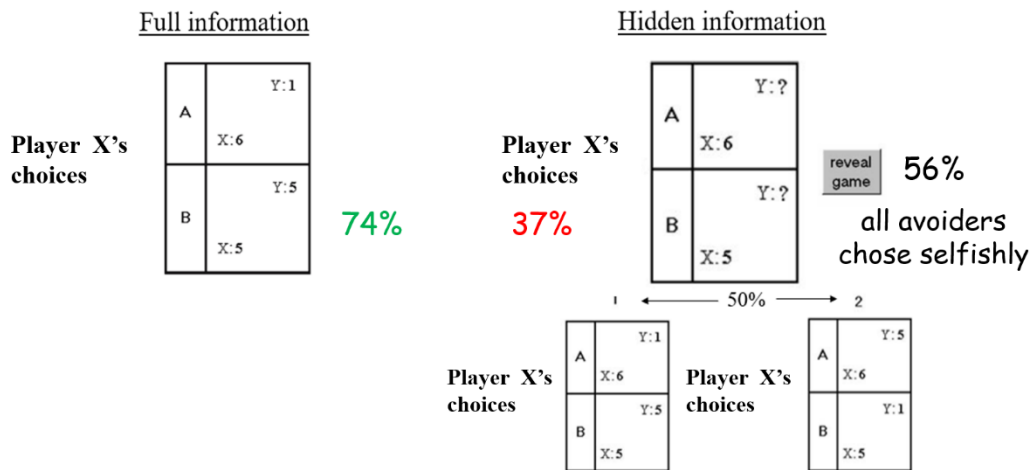 Full information
Y:1
A
X:6
Player X's
choices
Y:5
B
X:5
74%
Hidden information
Y:?
A
X:6
Player X's
choices
Y:?
B
X:5
37%
reveal
game
56%
all avoiders
chose selfishly
1
50%
2
Y:1
A
X:6
Player X's
choices
Y:5
B
X:5
Y:5
A
X:6
Player X's
choices
Y:1
B
X:5